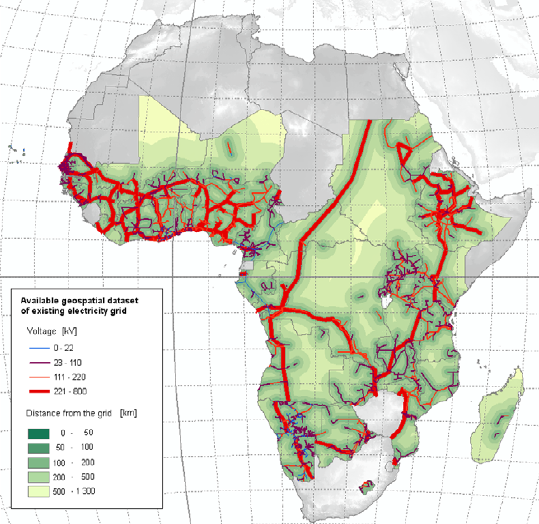 Available geospatial dataset
of existing electricity grid
Voltage [kV]
0 - 22
23 - 110
111 - 220
221 - 800
Distance from the grid [km]
0 - 50
50 - 100
100 - 200
200 - 500
500 - 1 300